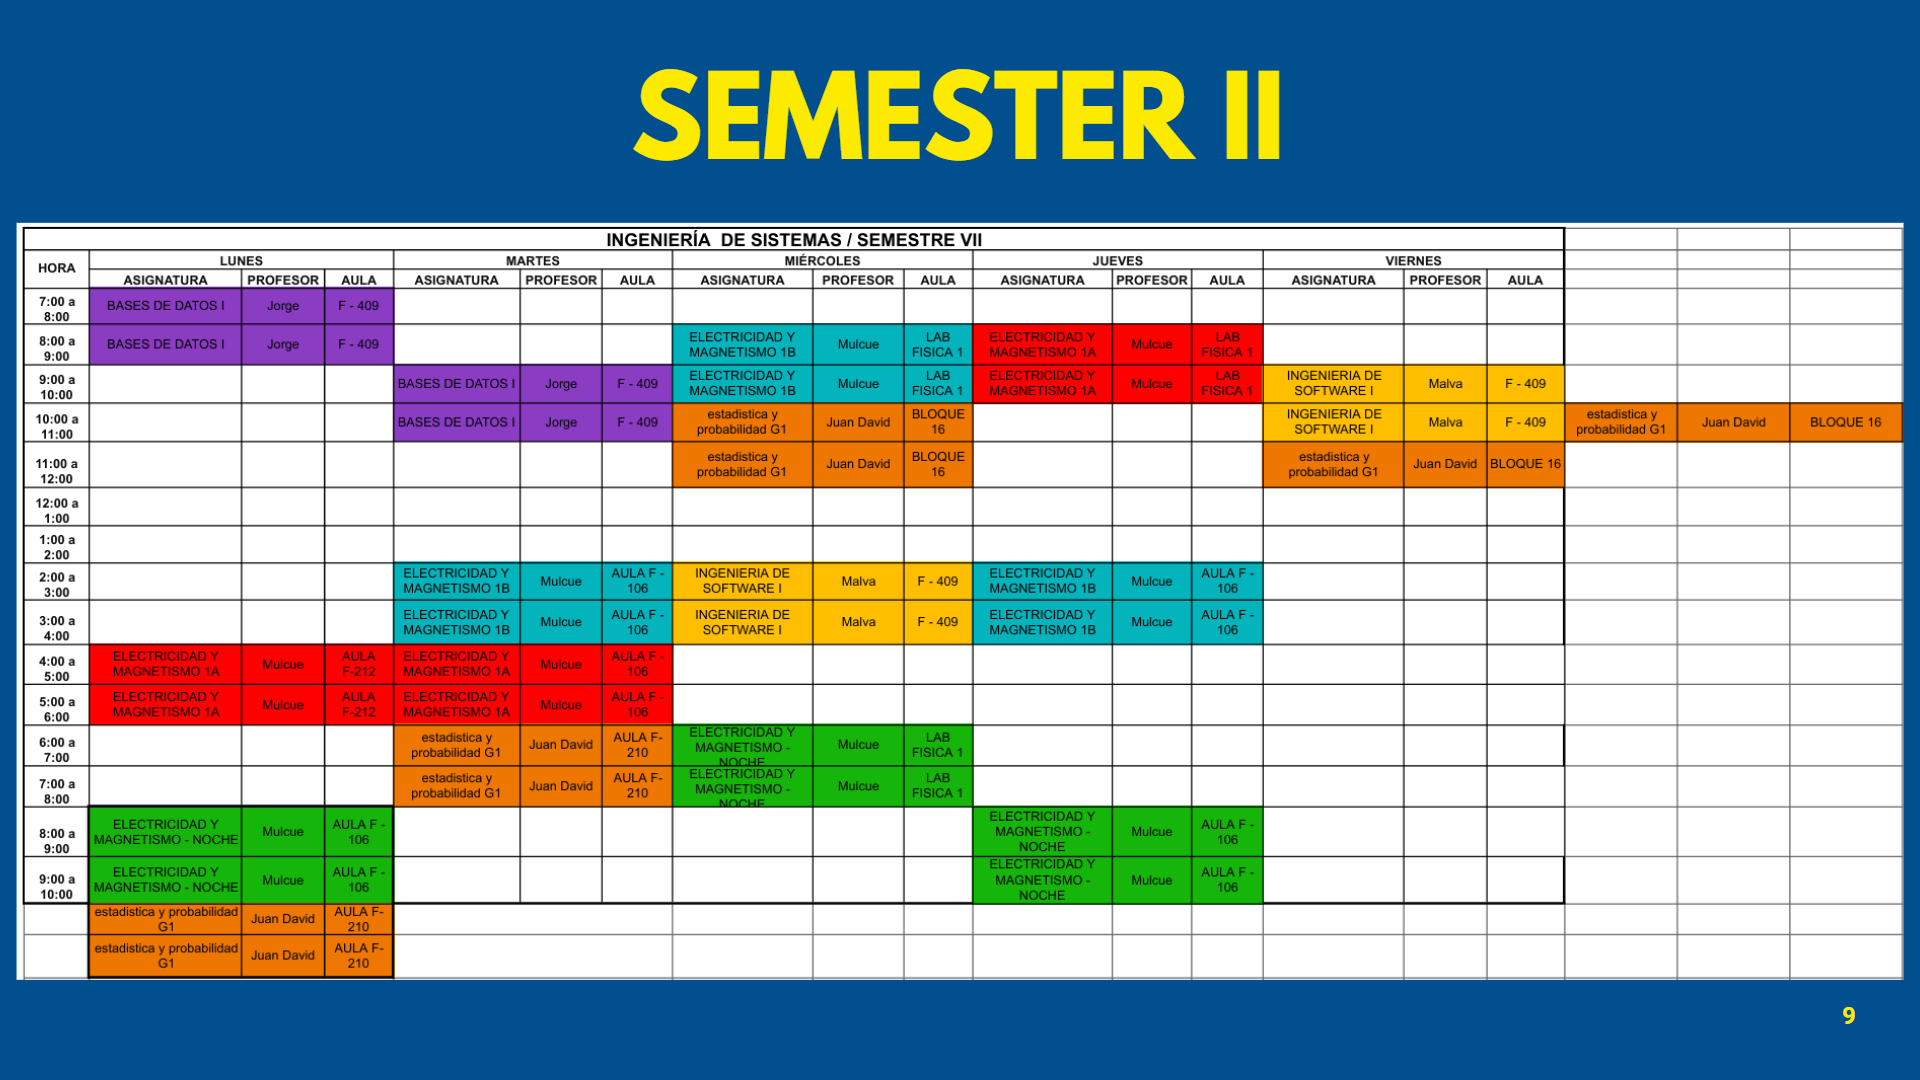 SEMESTER II
INGENIERÍA DE SISTEMAS / SEMESTRE VII
HORA LUNES MARTES MIÉRCOLES JUEVES VIERNES
ASIGNATURA PROFESOR AULA ASIGNATURA PROFESOR AULA ASIGNATURA PROFESOR AULA ASIGNATURA PROFESOR AULA ASIGNATURA PROFESOR AULA
7:00 a 8:00 BASES DE DATOS I Jorge F - 409
8:00 a 9:00 BASES DE DATOS I Jorge F - 409 ELECTRICIDAD Y MAGNETISMO 1B Mulcue LAB FISICA 1 ELECTRICIDAD Y MAGNETISMO 1A Mulcue LAB FISICA 1
9:00 a 10:00 BASES DE DATOS I Jorge F - 409 ELECTRICIDAD Y MAGNETISMO 1B Mulcue LAB FISICA 1 ELECTRICIDAD Y MAGNETISMO 1A Mulcue LAB FISICA 1 INGENIERIA DE SOFTWARE I Malva F - 409
10:00 a 11:00 BASES DE DATOS I Jorge F - 409 estadistica y probabilidad G1 Juan David BLOQUE 16 INGENIERIA DE SOFTWARE I Malva F - 409 estadistica y probabilidad G1 Juan David BLOQUE 16
11:00 a 12:00 estadistica y probabilidad G1 Juan David BLOQUE 16 estadistica y probabilidad G1 Juan David BLOQUE 16
12:00 a 1:00
1:00 a 2:00
2:00 a 3:00 ELECTRICIDAD Y MAGNETISMO 1B Mulcue AULA F - 106 INGENIERIA DE SOFTWARE I Malva F - 409 ELECTRICIDAD Y MAGNETISMO 1B Mulcue AULA F - 106
3:00 a 4:00 ELECTRICIDAD Y MAGNETISMO 1B Mulcue AULA F - 106 INGENIERIA DE SOFTWARE I Malva F - 409 ELECTRICIDAD Y MAGNETISMO 1B Mulcue AULA F - 106
4:00 a 5:00 ELECTRICIDAD Y MAGNETISMO 1A Mulcue AULA F-212 ELECTRICIDAD Y MAGNETISMO 1A Mulcue AULA F - 106
5:00 a 6:00 ELECTRICIDAD Y MAGNETISMO 1A Mulcue AULA F-212 ELECTRICIDAD Y MAGNETISMO 1A Mulcue AULA F - 106
6:00 a 7:00 estadistica y probabilidad G1 Juan David AULA F-210 ELECTRICIDAD Y MAGNETISMO - NOCHE Mulcue LAB FISICA 1
7:00 a 8:00 estadistica y probabilidad G1 Juan David AULA F-210 ELECTRICIDAD Y MAGNETISMO - NOCHE Mulcue LAB FISICA 1
8:00 a 9:00 ELECTRICIDAD Y MAGNETISMO - NOCHE Mulcue AULA F - 106 ELECTRICIDAD Y MAGNETISMO - NOCHE Mulcue AULA F - 106
9:00 a 10:00 ELECTRICIDAD Y MAGNETISMO - NOCHE Mulcue AULA F - 106 ELECTRICIDAD Y MAGNETISMO - NOCHE Mulcue AULA F - 106
estadistica y probabilidad G1 Juan David AULA F-210
estadistica y probabilidad G1 Juan David AULA F-210
9